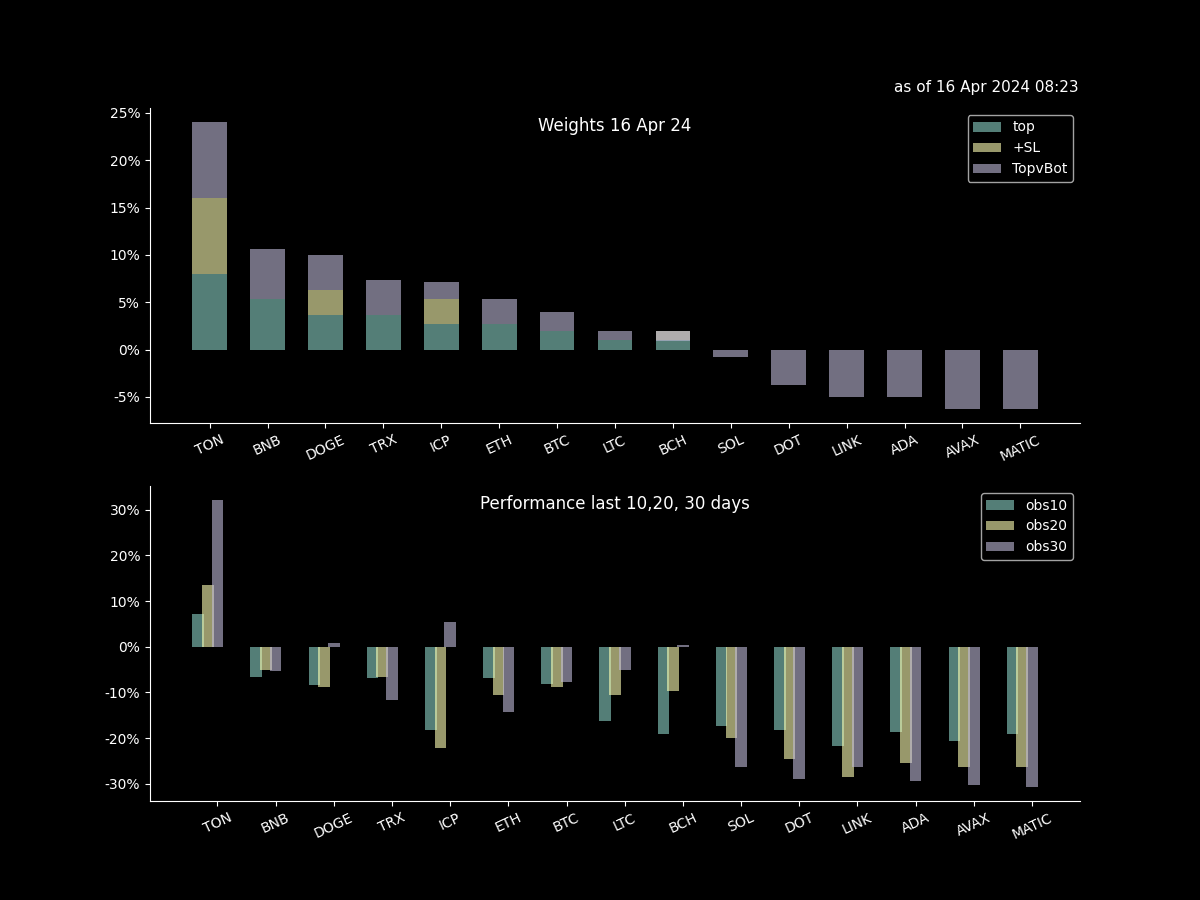 as of 16 Apr 2024 08:23
Weights 16 Apr 24
top
+SL
TopvBot
25%
20%
15%
10%
5%
0%
-5%
TON BNB DOGE TRX ICP ETH BTC LTC BCH SOL DOT LINK ADA AVAX MATIC
Performance last 10,20, 30 days
obs10
obs20
obs30
30%
20%
10%
0%
-10%
-20%
-30%
TON BNB DOGE TRX ICP ETH BTC LTC BCH SOL DOT LINK ADA AVAX MATIC